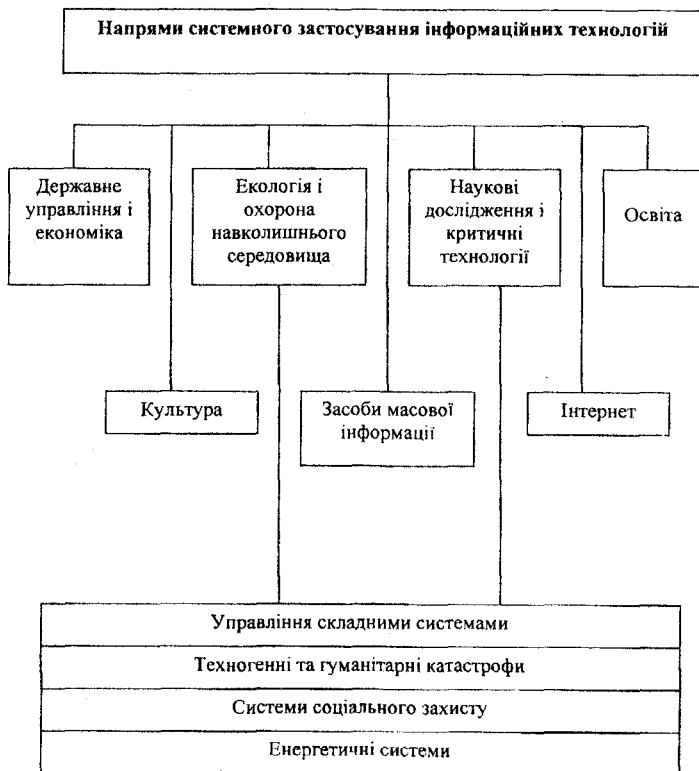 Напрями системного застосування інформаційних технологій
Державне
управління і
економіка
Екологія і
охорона
навколишнього
середовища
Наукові
дослідження і
критичні
технології
Освіта
Культура
Засоби масової
інформації
Інтернет
Управління складними системами
Техногенні та гуманітарні катастрофи
Системи соціального захисту
Енергетичні системи